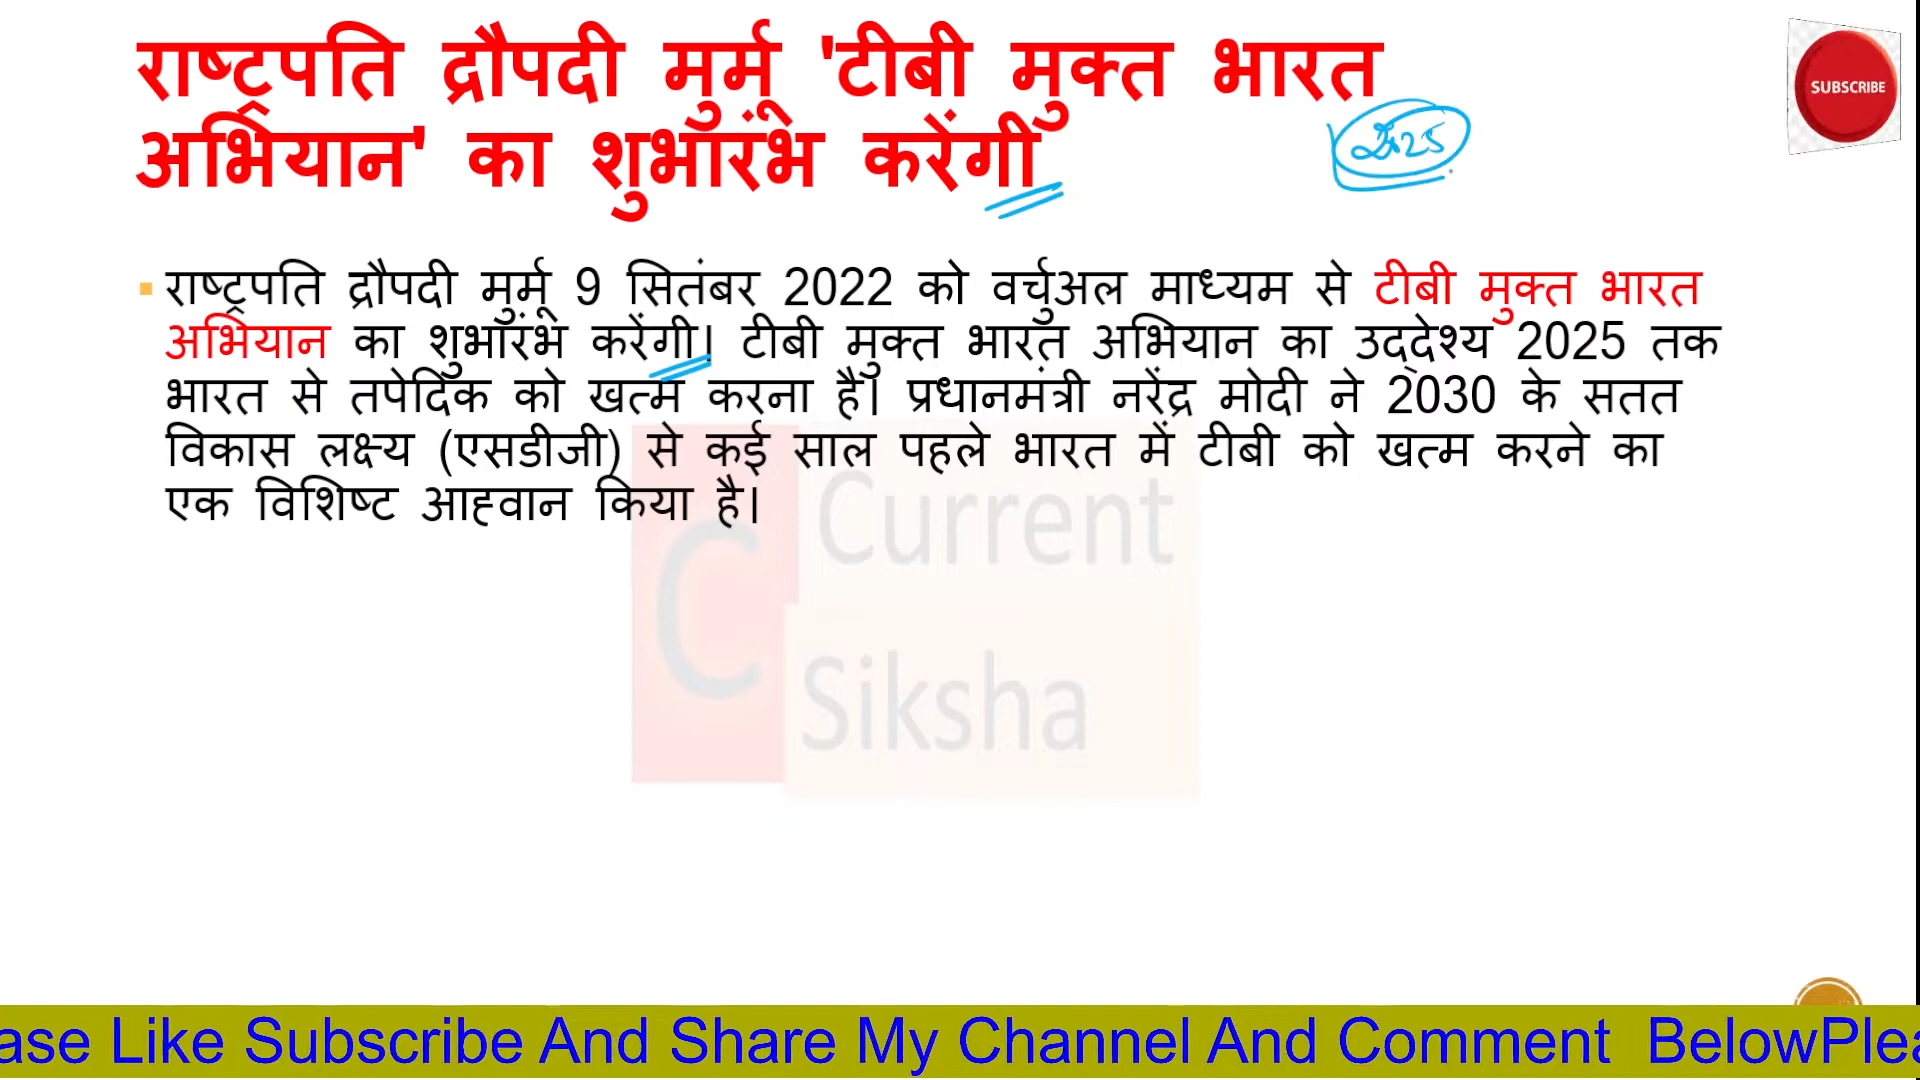 राष्ट्रपति द्रौपदी मुर्मू 'टीबी मुक्त भारत
अभियान' का शुभारंभ करेंगी
2025
SUBSCRIBE
राष्ट्रपति द्रौपदी मुर्मू 9 सितंबर 2022 को वर्चुअल माध्यम से टीबी मुक्त भारत
अभियान का शुभारंभ करेंगी। टीबी मुक्त भारत अभियान का उद्देश्य 2025 तक
भारत से तपेदिक को खत्म करना है। प्रधानमंत्री नरेंद्र मोदी ने 2030 के सतत
विकास लक्ष्य (एसडीजी) से कई साल पहले भारत में टीबी को खत्म करने का
एक विशिष्ट आह्वान किया है।
C Current
Siksha
ase Like Subscribe And Share My Channel And Comment BelowPlea